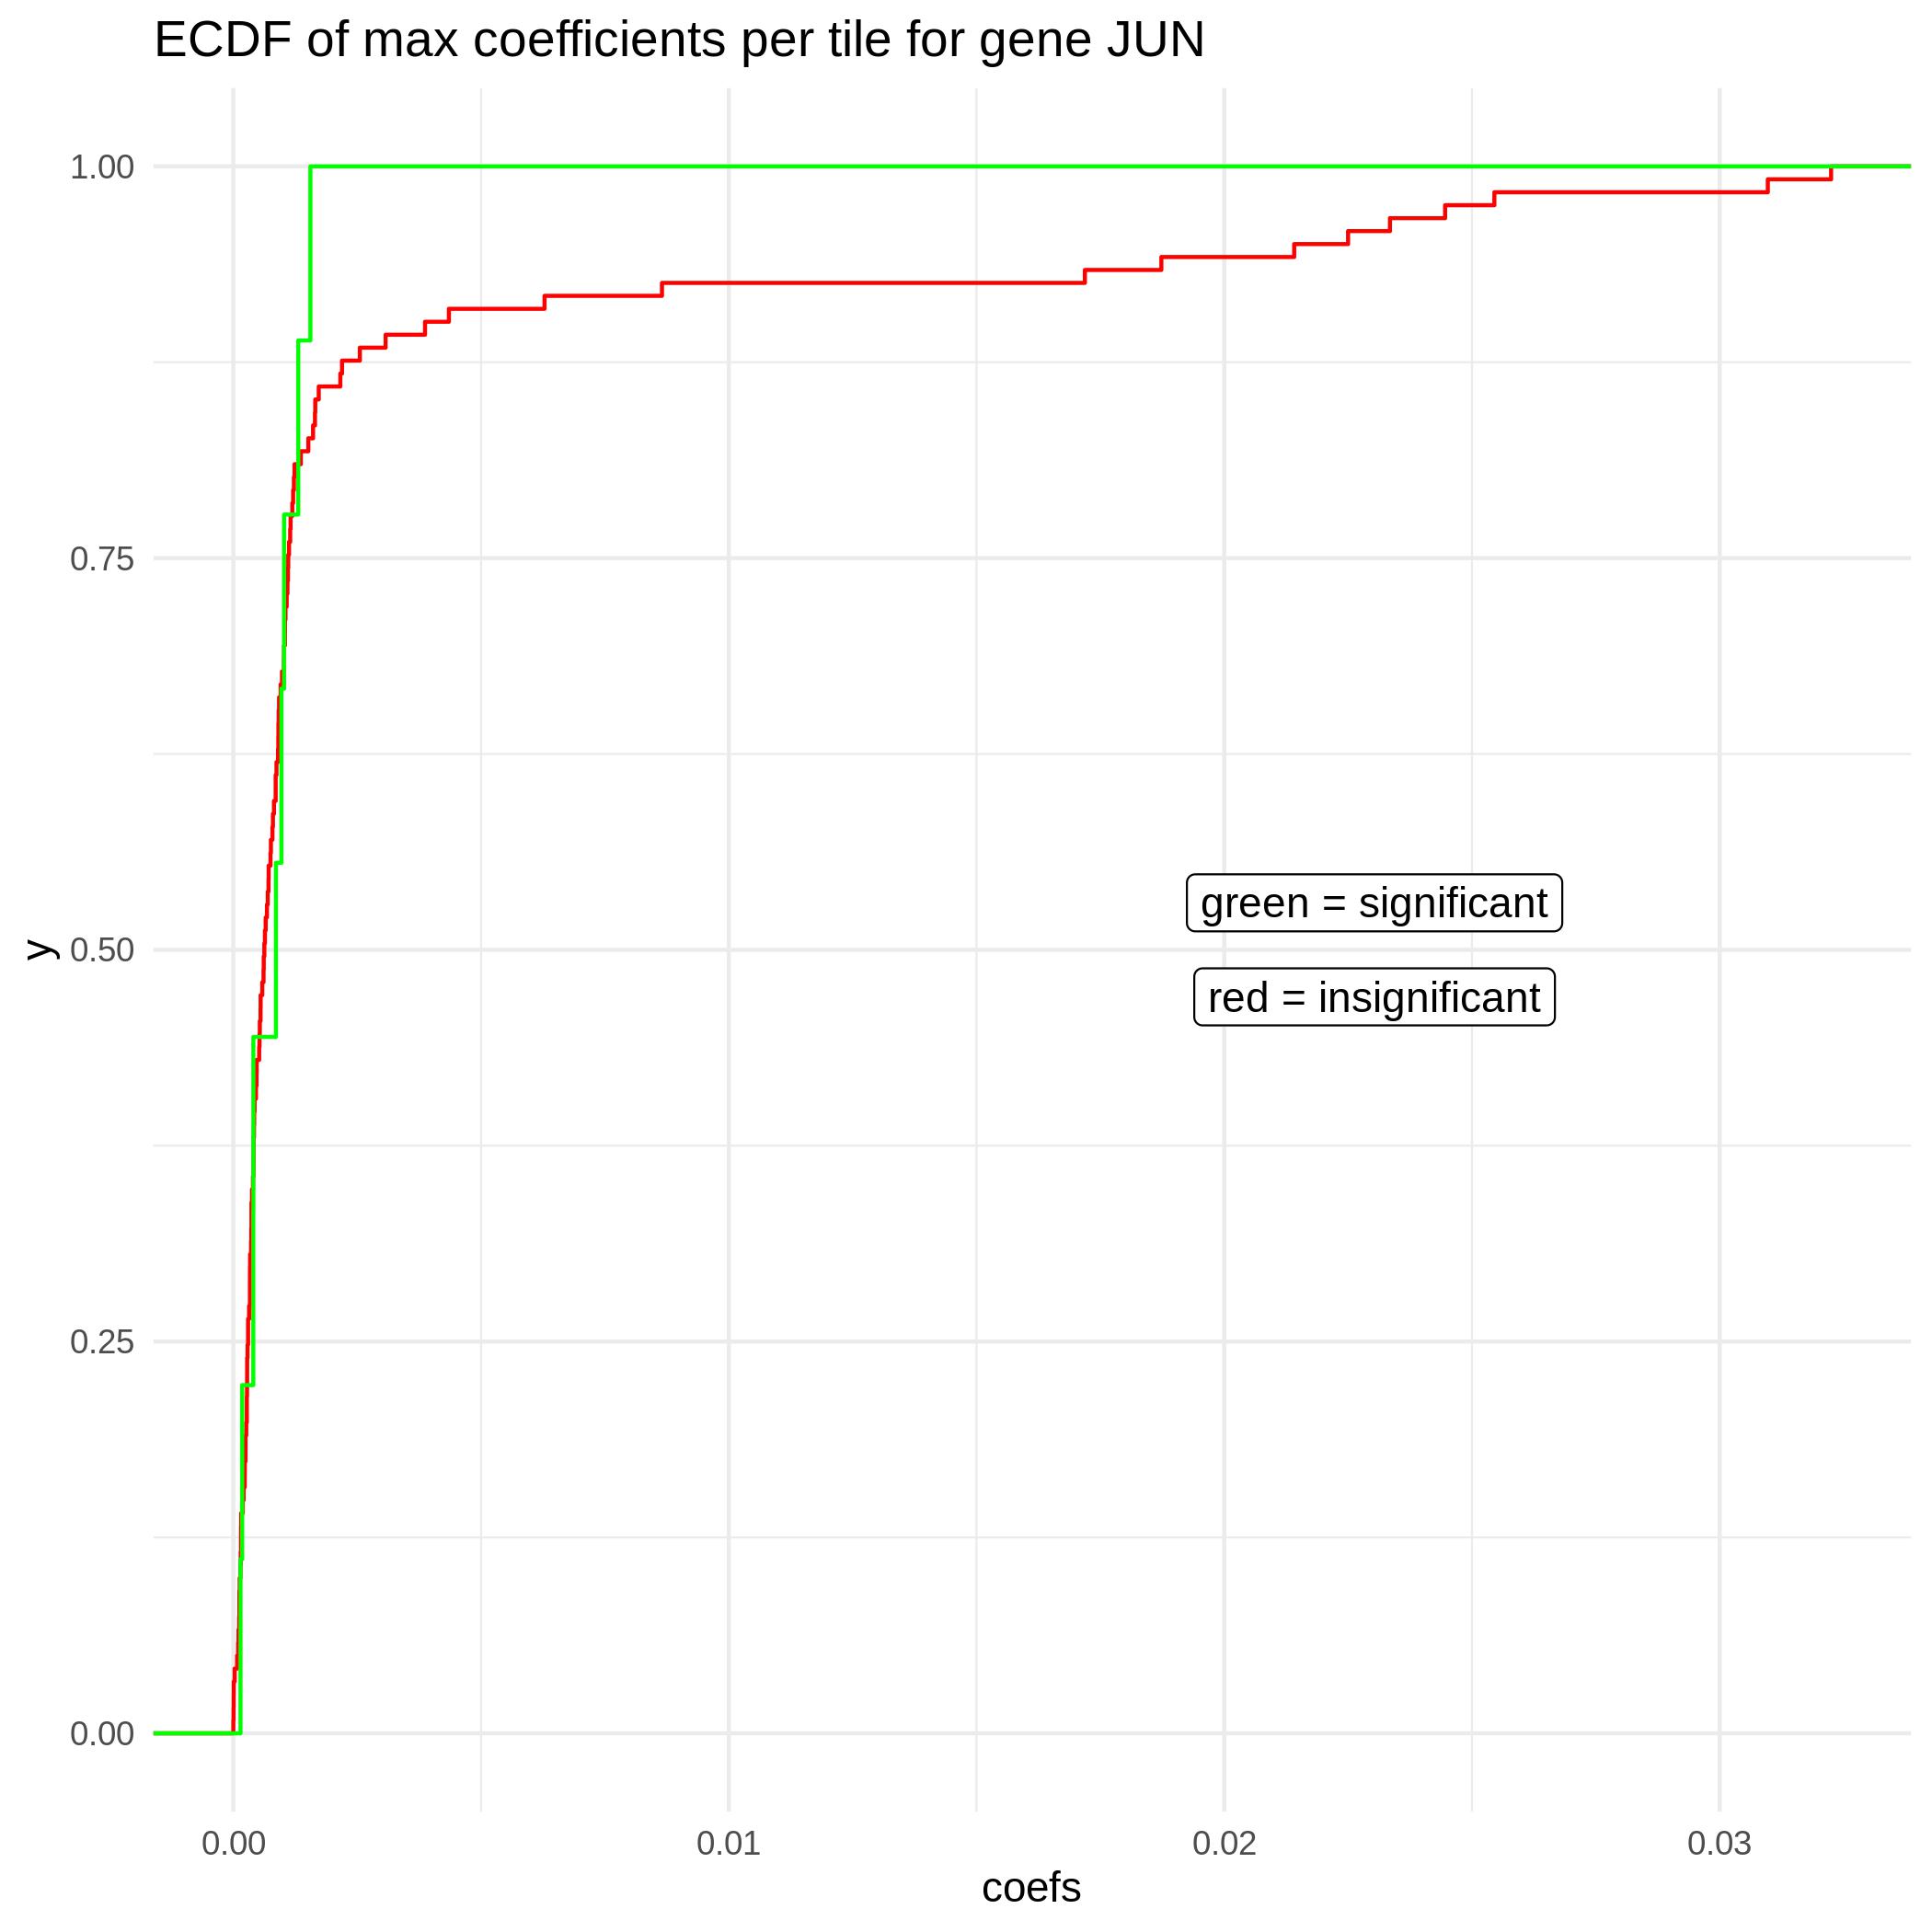 ECDF of max coefficients per tile for gene JUN
1.00
0.75
0.50
0.25
0.00
y
green = significant
red = insignificant
0.00
0.01
0.02
0.03
coefs